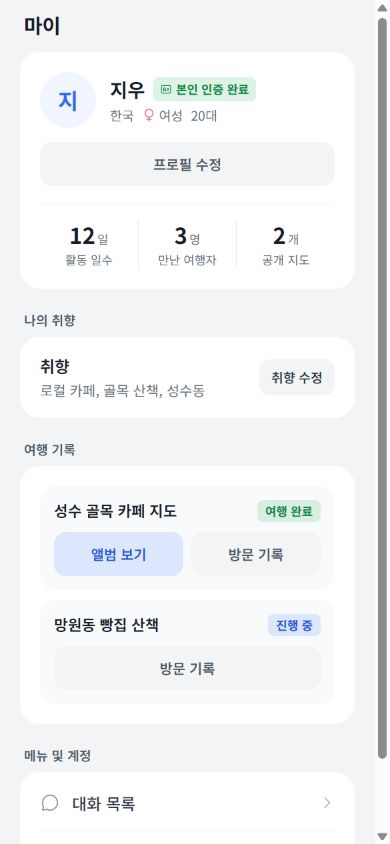 마이
지
지우 본인 인증 완료
한국 여성 20대
프로필 수정
12일 3명 2개
활동 일수 만난 여행자 공개 지도
나의 취향
취향
로컬 카페, 골목 산책, 성수동
취향 수정
여행 기록
성수 골목 카페 지도 여행 완료
앨범 보기 방문 기록
망원동 빵집 산책 진행 중
방문 기록
메뉴 및 계정
대화 목록